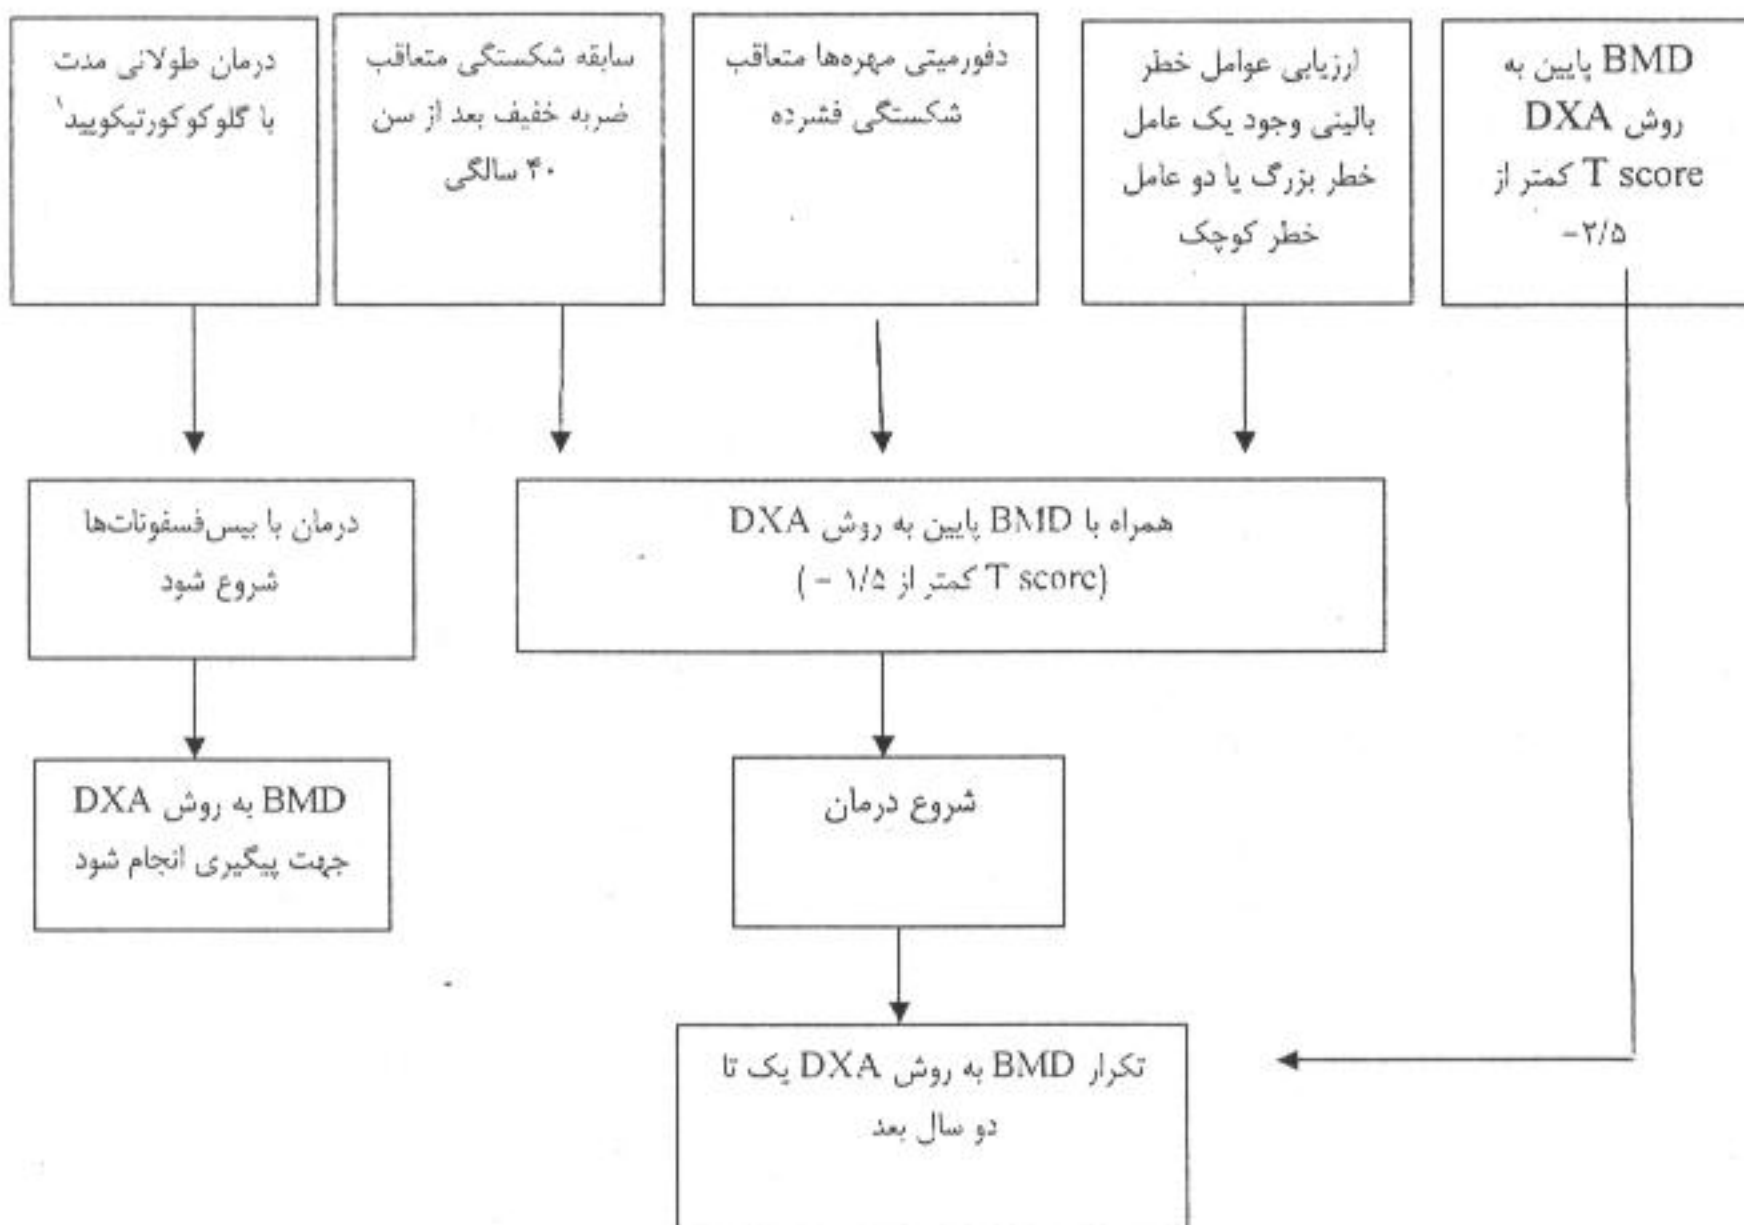 BMD پایین به
روش DXA
T score کمتر از
-۲/۵
ارزیابی عوامل خطر
بالینی وجود یک عامل
خطر بزرگ یا دو عامل
خطر کوچک
دفورمیتی مهره‌ها متعاقب
شکستگی فشرده
سابقه شکستگی متعاقب
ضربه خفیف بعد از سن
۴۰ سالگی
درمان طولانی مدت
با گلوکوکورتیکویید۱
همراه با BMD پایین به روش DXA
(T score کمتر از ۱/۵ - )
درمان با بیس‌فسفونات‌ها
شروع شود
شروع درمان
BMD به روش DXA
جهت پیگیری انجام شود
تکرار BMD به روش DXA یک تا
دو سال بعد